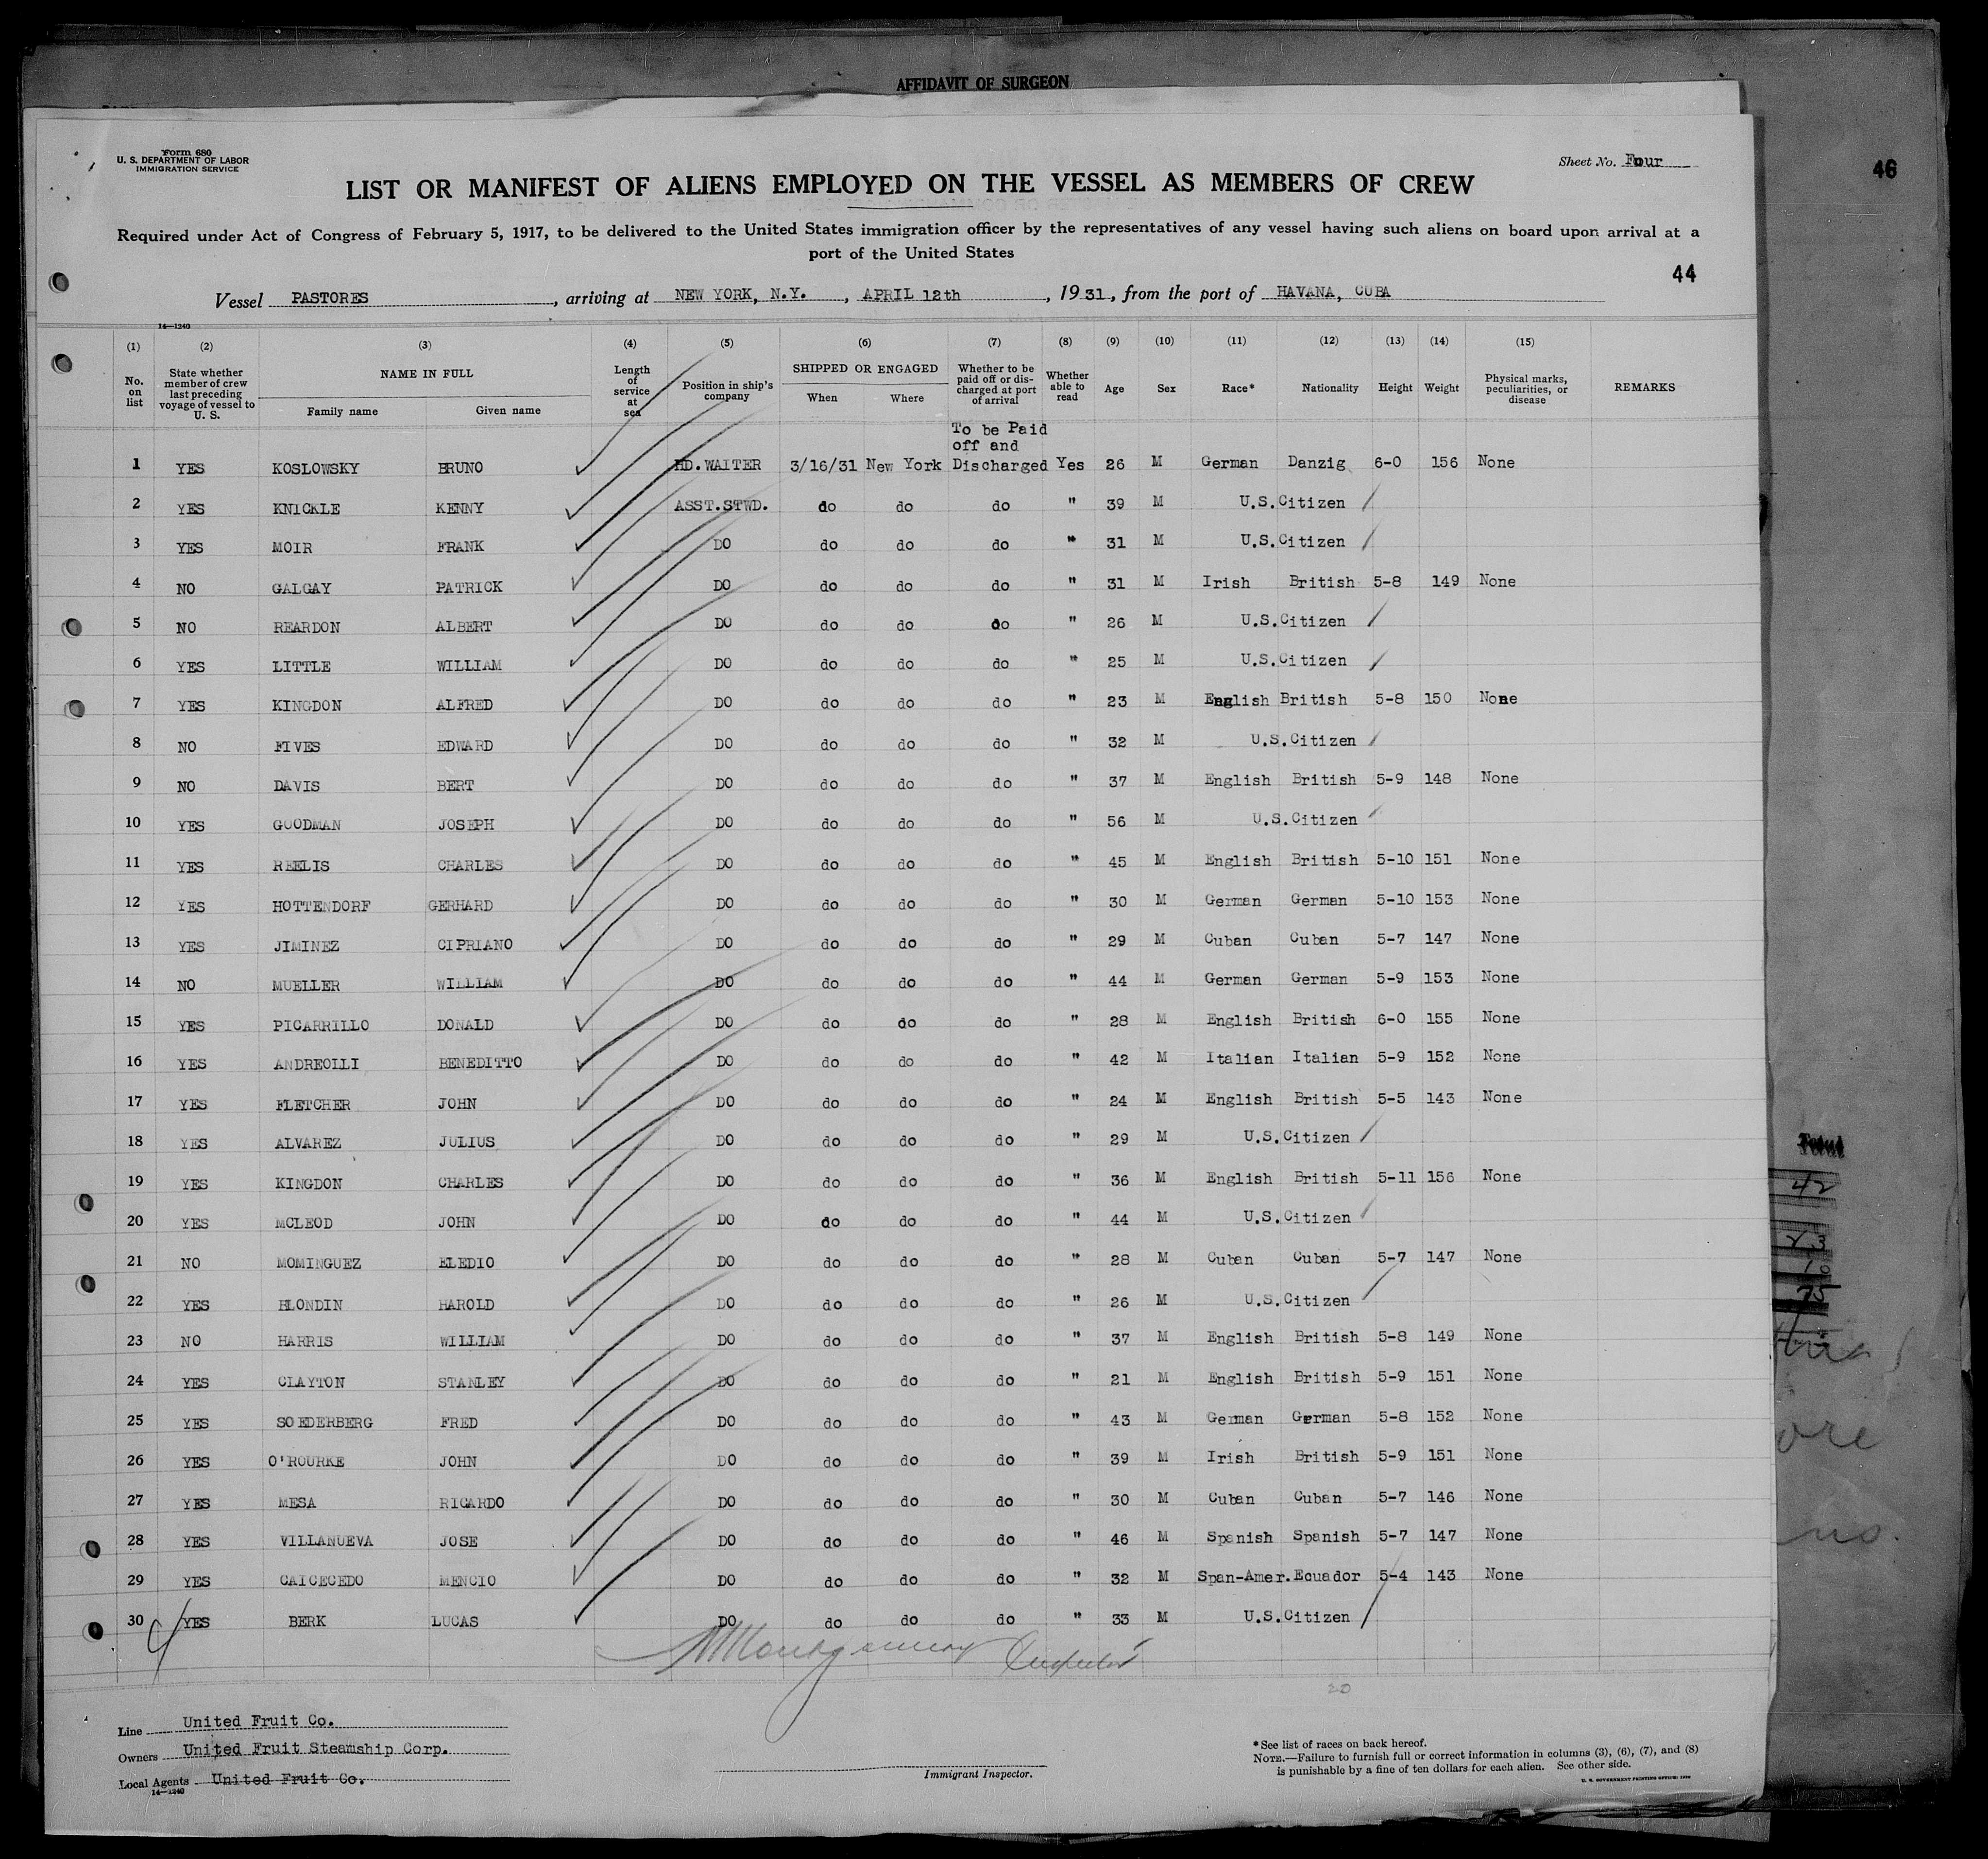 AFFIDAVIT OF SURGEON
46
Form 680
U. S. DEPARTMENT OF LABOR
IMMIGRATION SERVICE
Sheet No. Four
LIST OR MANIFEST OF ALIENS EMPLOYED ON THE VESSEL AS MEMBERS OF CREW
Required under Act of Congress of February 5, 1917, to be delivered to the United States immigration officer by the representatives of any vessel having such aliens on board upon arrival at a
port of the United States
44
Vessel PASTORES, arriving at NEW YORK, N.Y., APRIL 12th, 1931, from the port of HAVANA, CUBA
14—1240
(1) (2) (3) (4) (5) (6) (7) (8) (9) (10) (11) (12) (13) (14) (15)
No. on list
State whether member of crew last preceding voyage of vessel to U. S.
NAME IN FULL
Family name Given name
Length of service at sea
Position in ship's company
SHIPPED OR ENGAGED
When Where
Whether to be paid off or discharged at port of arrival
Whether able to read
Age Sex Race* Nationality Height Weight
Physical marks, peculiarities, or disease
REMARKS
To be Paid
off and
1 YES KOSLOWSKY BRUNO HD.WAITER 3/16/31 New York Discharged Yes 26 M German Danzig 6-0 156 None
2 YES KNICKLE KENNY ASST.STWD. do do do " 39 M U.S.Citizen
3 YES MOIR FRANK DO do do do " 31 M U.S.Citizen
4 NO GALGAY PATRICK DO do do do " 31 M Irish British 5-8 149 None
5 NO REARDON ALBERT DO do do do " 26 M U.S.Citizen
6 YES LITTLE WILLIAM DO do do do " 25 M U.S.Citizen
7 YES KINGDON ALFRED DO do do do " 23 M English British 5-8 150 None
8 NO FIVES EDWARD DO do do do " 32 M U.S.Citizen
9 NO DAVIS BERT DO do do do " 37 M English British 5-9 148 None
10 YES GOODMAN JOSEPH DO do do do " 56 M U.S.Citizen
11 YES REELIS CHARLES DO do do do " 45 M English British 5-10 151 None
12 YES HOTTENDORF GERHARD DO do do do " 30 M German German 5-10 153 None
13 YES JIMINEZ CIPRIANO DO do do do " 29 M Cuban Cuban 5-7 147 None
14 NO MUELLER WILLIAM DO do do do " 44 M German German 5-9 153 None
15 YES PICARRILLO DONALD DO do do do " 28 M English British 6-0 155 None
16 YES ANDREOLLI BENEDITTO DO do do do " 42 M Italian Italian 5-9 152 None
17 YES FLETCHER JOHN DO do do do " 24 M English British 5-5 143 None
18 YES ALVAREZ JULIUS DO do do do " 29 M U.S.Citizen
19 YES KINGDON CHARLES DO do do do " 36 M English British 5-11 156 None
20 YES MCLEOD JOHN DO do do do " 44 M U.S.Citizen
21 NO MOMINGUEZ ELEDIO DO do do do " 28 M Cuban Cuban 5-7 147 None
22 YES BLONDIN HAROLD DO do do do " 26 M U.S.Citizen
23 NO HARRIS WILLIAM DO do do do " 37 M English British 5-8 149 None
24 YES CLAYTON STANLEY DO do do do " 21 M English British 5-9 151 None
25 YES SOEDERBERG FRED DO do do do " 43 M German German 5-8 152 None
26 YES O'ROURKE JOHN DO do do do " 39 M Irish British 5-9 151 None
27 YES MESA RICARDO DO do do do " 30 M Cuban Cuban 5-7 146 None
28 YES VILLANUEVA JOSE DO do do do " 46 M Spanish Spanish 5-7 147 None
29 YES CAICECEDO MENCIO DO do do do " 32 M Span-Amer. Ecuador 5-4 143 None
30 YES BERK LUCAS DO do do do " 33 M U.S.Citizen
Montgomery Inspector
20
Line United Fruit Co.
Owners United Fruit Steamship Corp.
Local Agents United Fruit Co.
14—1240
Immigrant Inspector.
*See list of races on back hereof.
NOTE.—Failure to furnish full or correct information in columns (3), (6), (7), and (8)
is punishable by a fine of ten dollars for each alien. See other side.
U. S. GOVERNMENT PRINTING OFFICE: 1930
42